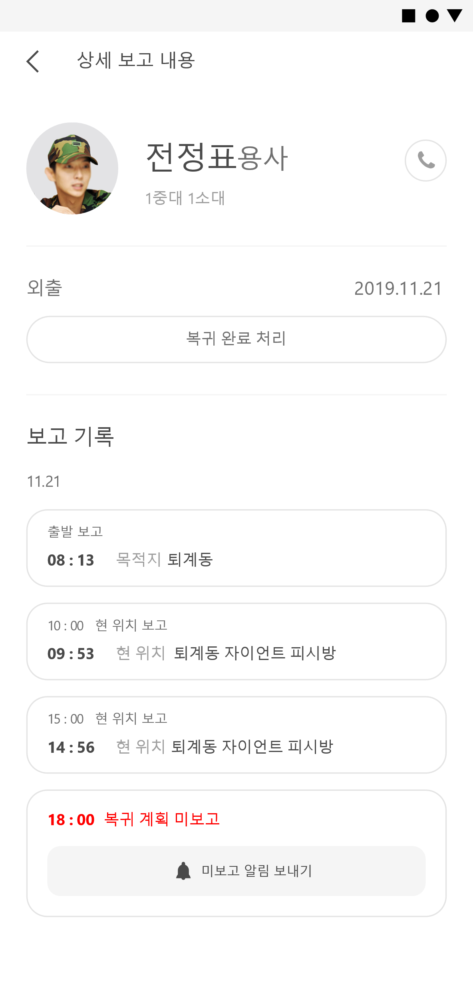 상세 보고 내용
전정표용사
1중대 1소대
외출 2019.11.21
복귀 완료 처리
보고 기록
11.21
출발 보고
08 : 13 목적지 퇴계동
10 : 00 현 위치 보고
09 : 53 현 위치 퇴계동 자이언트 피시방
15 : 00 현 위치 보고
14 : 56 현 위치 퇴계동 자이언트 피시방
18 : 00 복귀 계획 미보고
미보고 알림 보내기